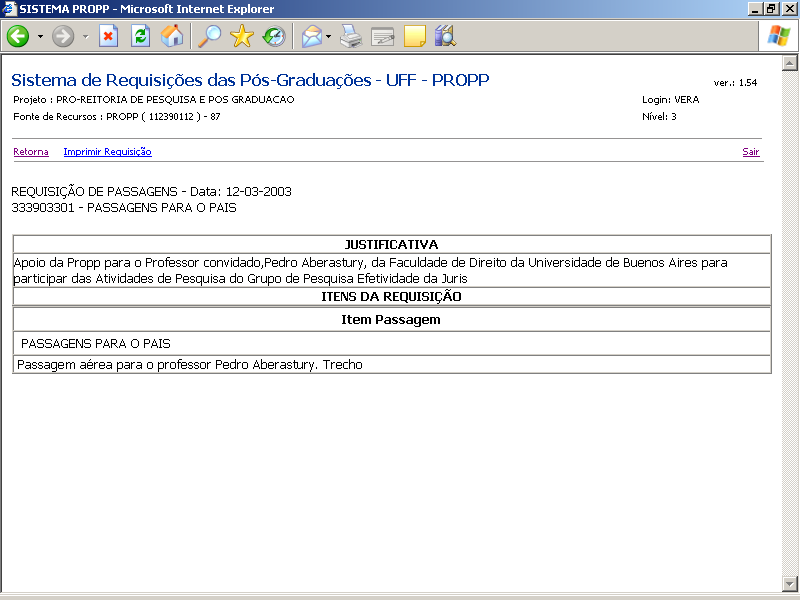 SISTEMA PROPP - Microsoft Internet Explorer
Sistema de Requisições das Pós-Graduações - UFF - PROPP
ver.: 1.54
Projeto : PRO-REITORIA DE PESQUISA E POS GRADUACAO
Login: VERA
Fonte de Recursos : PROPP ( 112390112 ) - 87
Nível: 3
Retorna Imprimir Requisição Sair
REQUISIÇÃO DE PASSAGENS - Data: 12-03-2003
333903301 - PASSAGENS PARA O PAIS
JUSTIFICATIVA
Apoio da Propp para o Professor convidado,Pedro Aberastury, da Faculdade de Direito da Universidade de Buenos Aires para
participar das Atividades de Pesquisa do Grupo de Pesquisa Efetividade da Juris
ITENS DA REQUISIÇÃO
Item Passagem
PASSAGENS PARA O PAIS
Passagem aérea para o professor Pedro Aberastury. Trecho